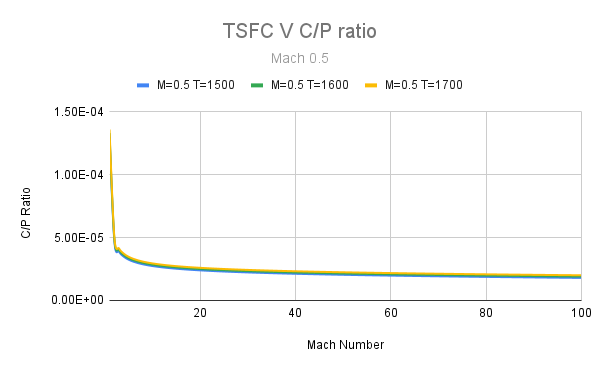 TSFC V C/P ratio
Mach 0.5
M=0.5 T=1500 M=0.5 T=1600 M=0.5 T=1700
1.50E-04
1.00E-04
5.00E-05
0.00E+00
C/P Ratio
20 40 60 80 100
Mach Number